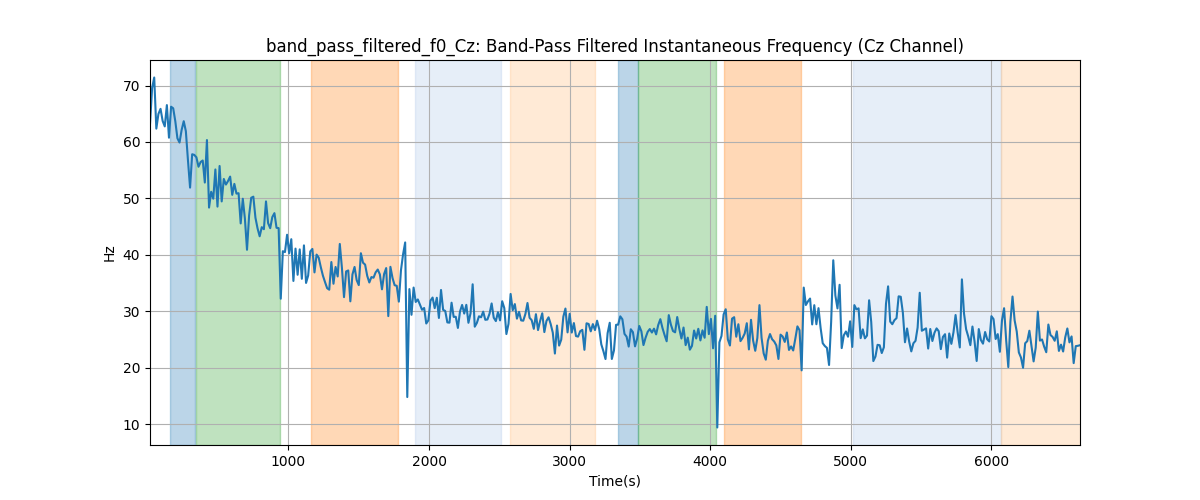 band_pass_filtered_f0_Cz: Band-Pass Filtered Instantaneous Frequency (Cz Channel)
70
60
50
40
30
20
10
Hz
1000 2000 3000 4000 5000 6000
Time(s)